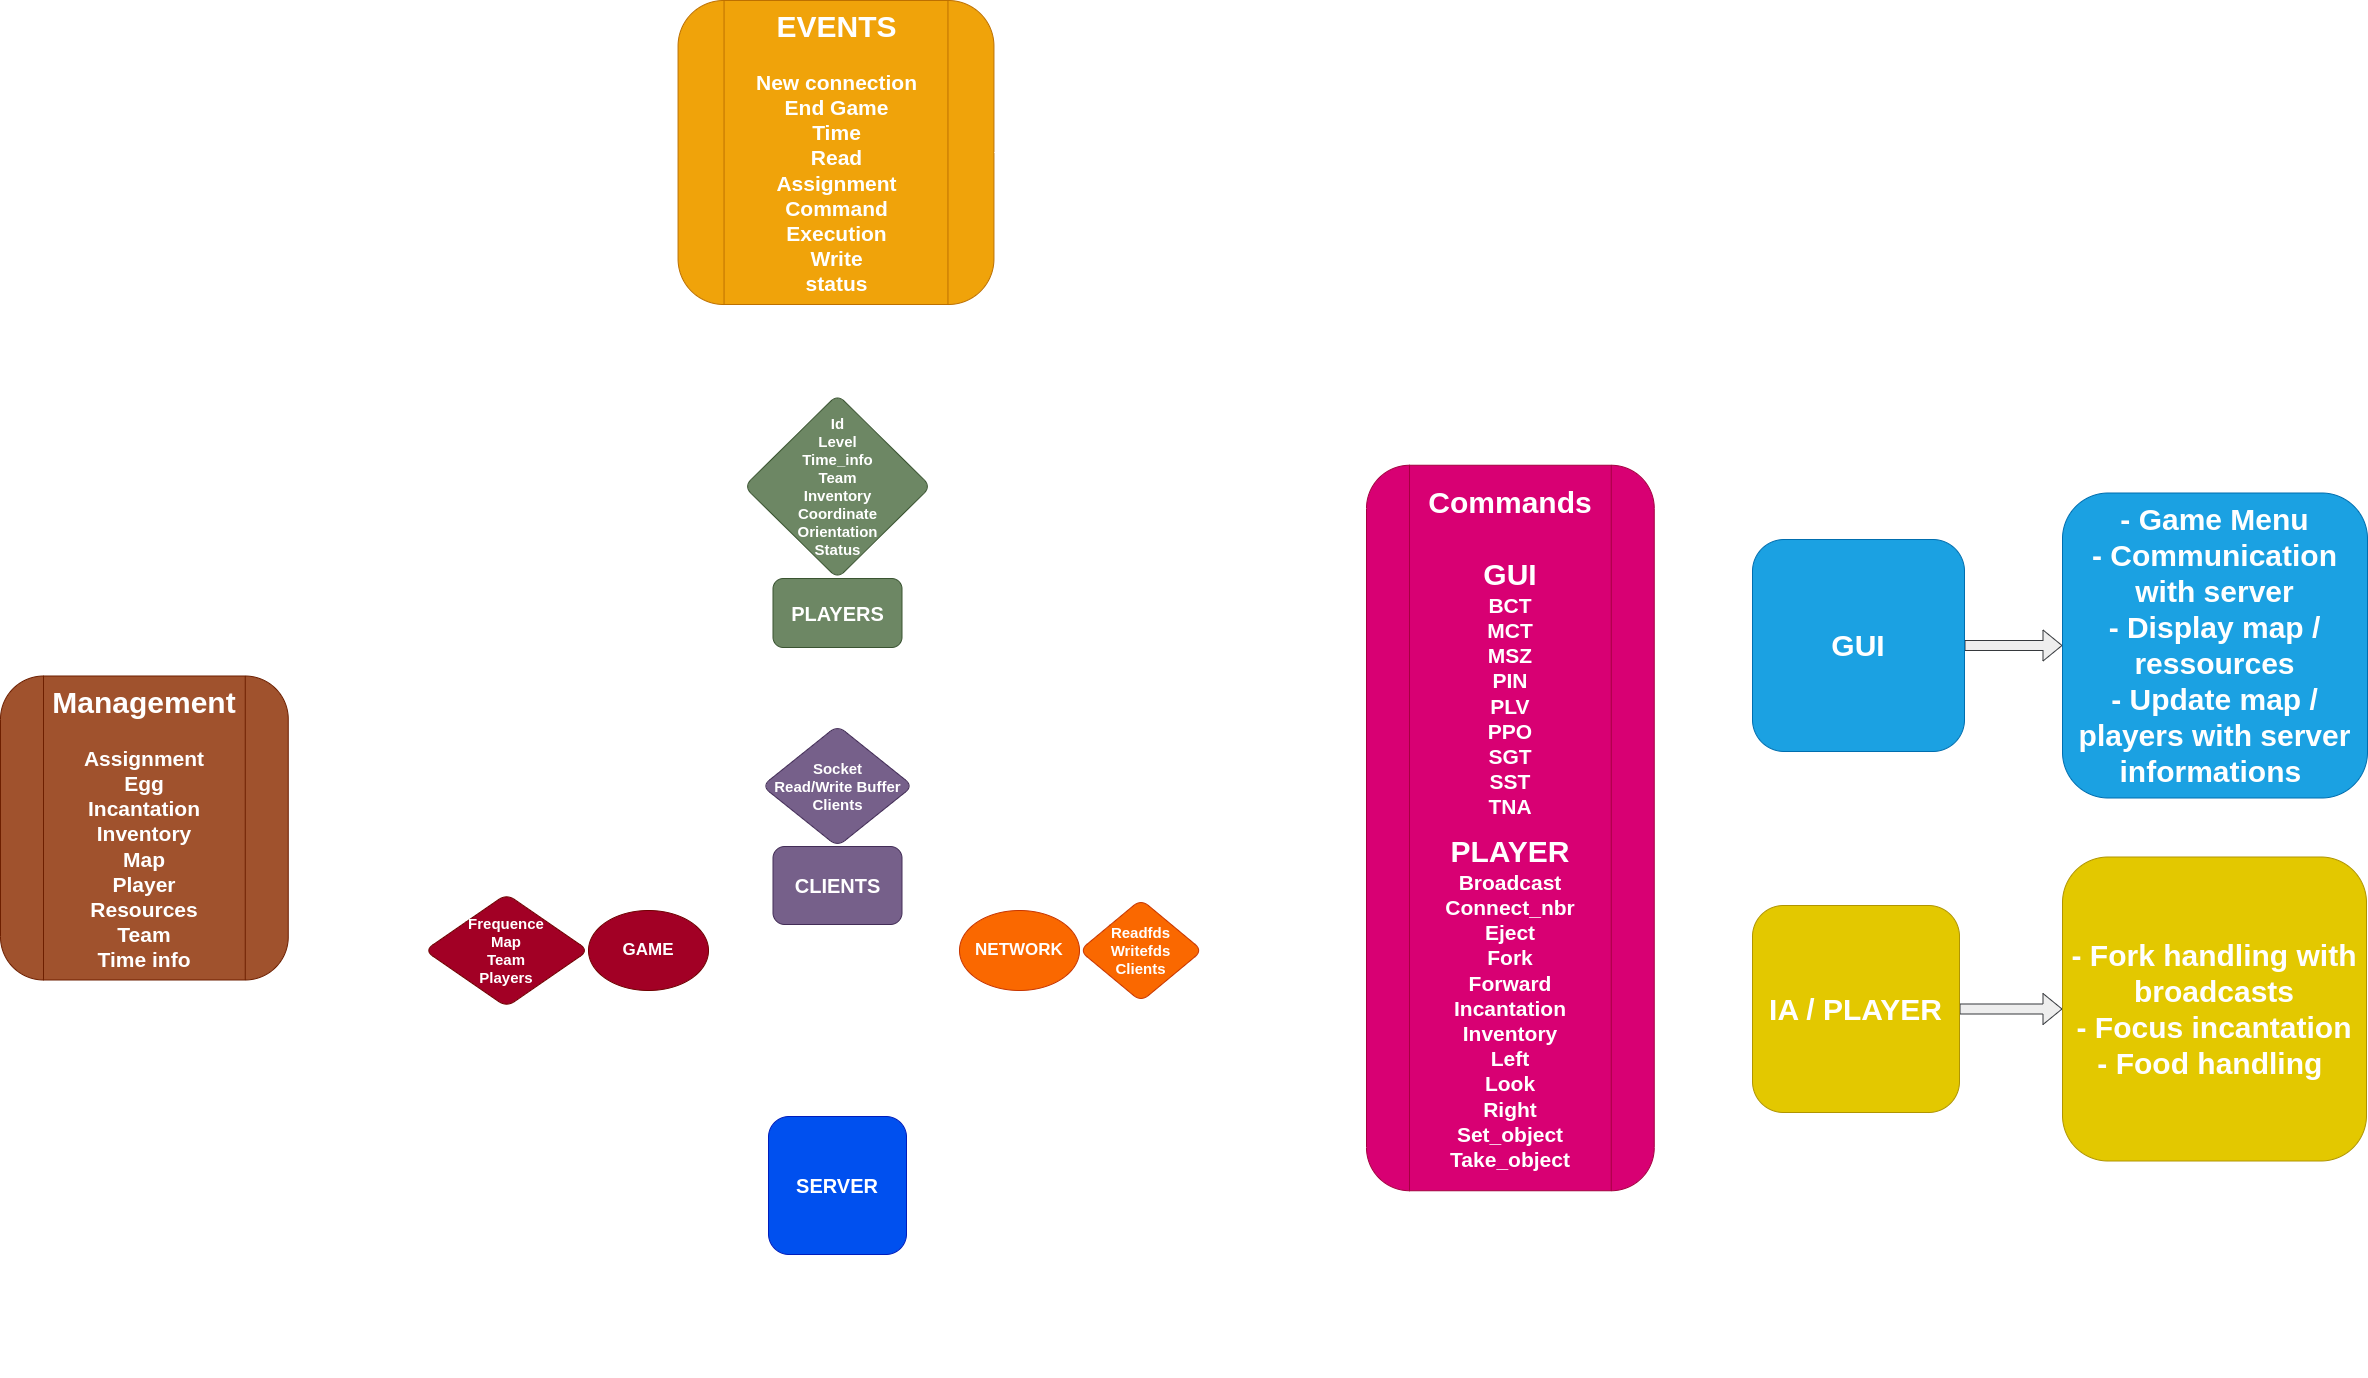 EVENTS
New connection
End Game
Time
Read
Assignment
Command
Execution
Write
status
Id
Level
Time_info
Team
Inventory
Coordinate
Orientation
Status
PLAYERS
Management
Assignment
Egg
Incantation
Inventory
Map
Player
Resources
Team
Time info
Socket
Read/Write Buffer
Clients
CLIENTS
Frequence
Map
Team
Players
GAME
NETWORK
Readfds
Writefds
Clients
SERVER
Commands
GUI
BCT
MCT
MSZ
PIN
PLV
PPO
SGT
SST
TNA
PLAYER
Broadcast
Connect_nbr
Eject
Fork
Forward
Incantation
Inventory
Left
Look
Right
Set_object
Take_object
GUI
- Game Menu
- Communication
with server
- Display map /
ressources
- Update map /
players with server
informations
IA / PLAYER
- Fork handling with
broadcasts
- Focus incantation
- Food handling